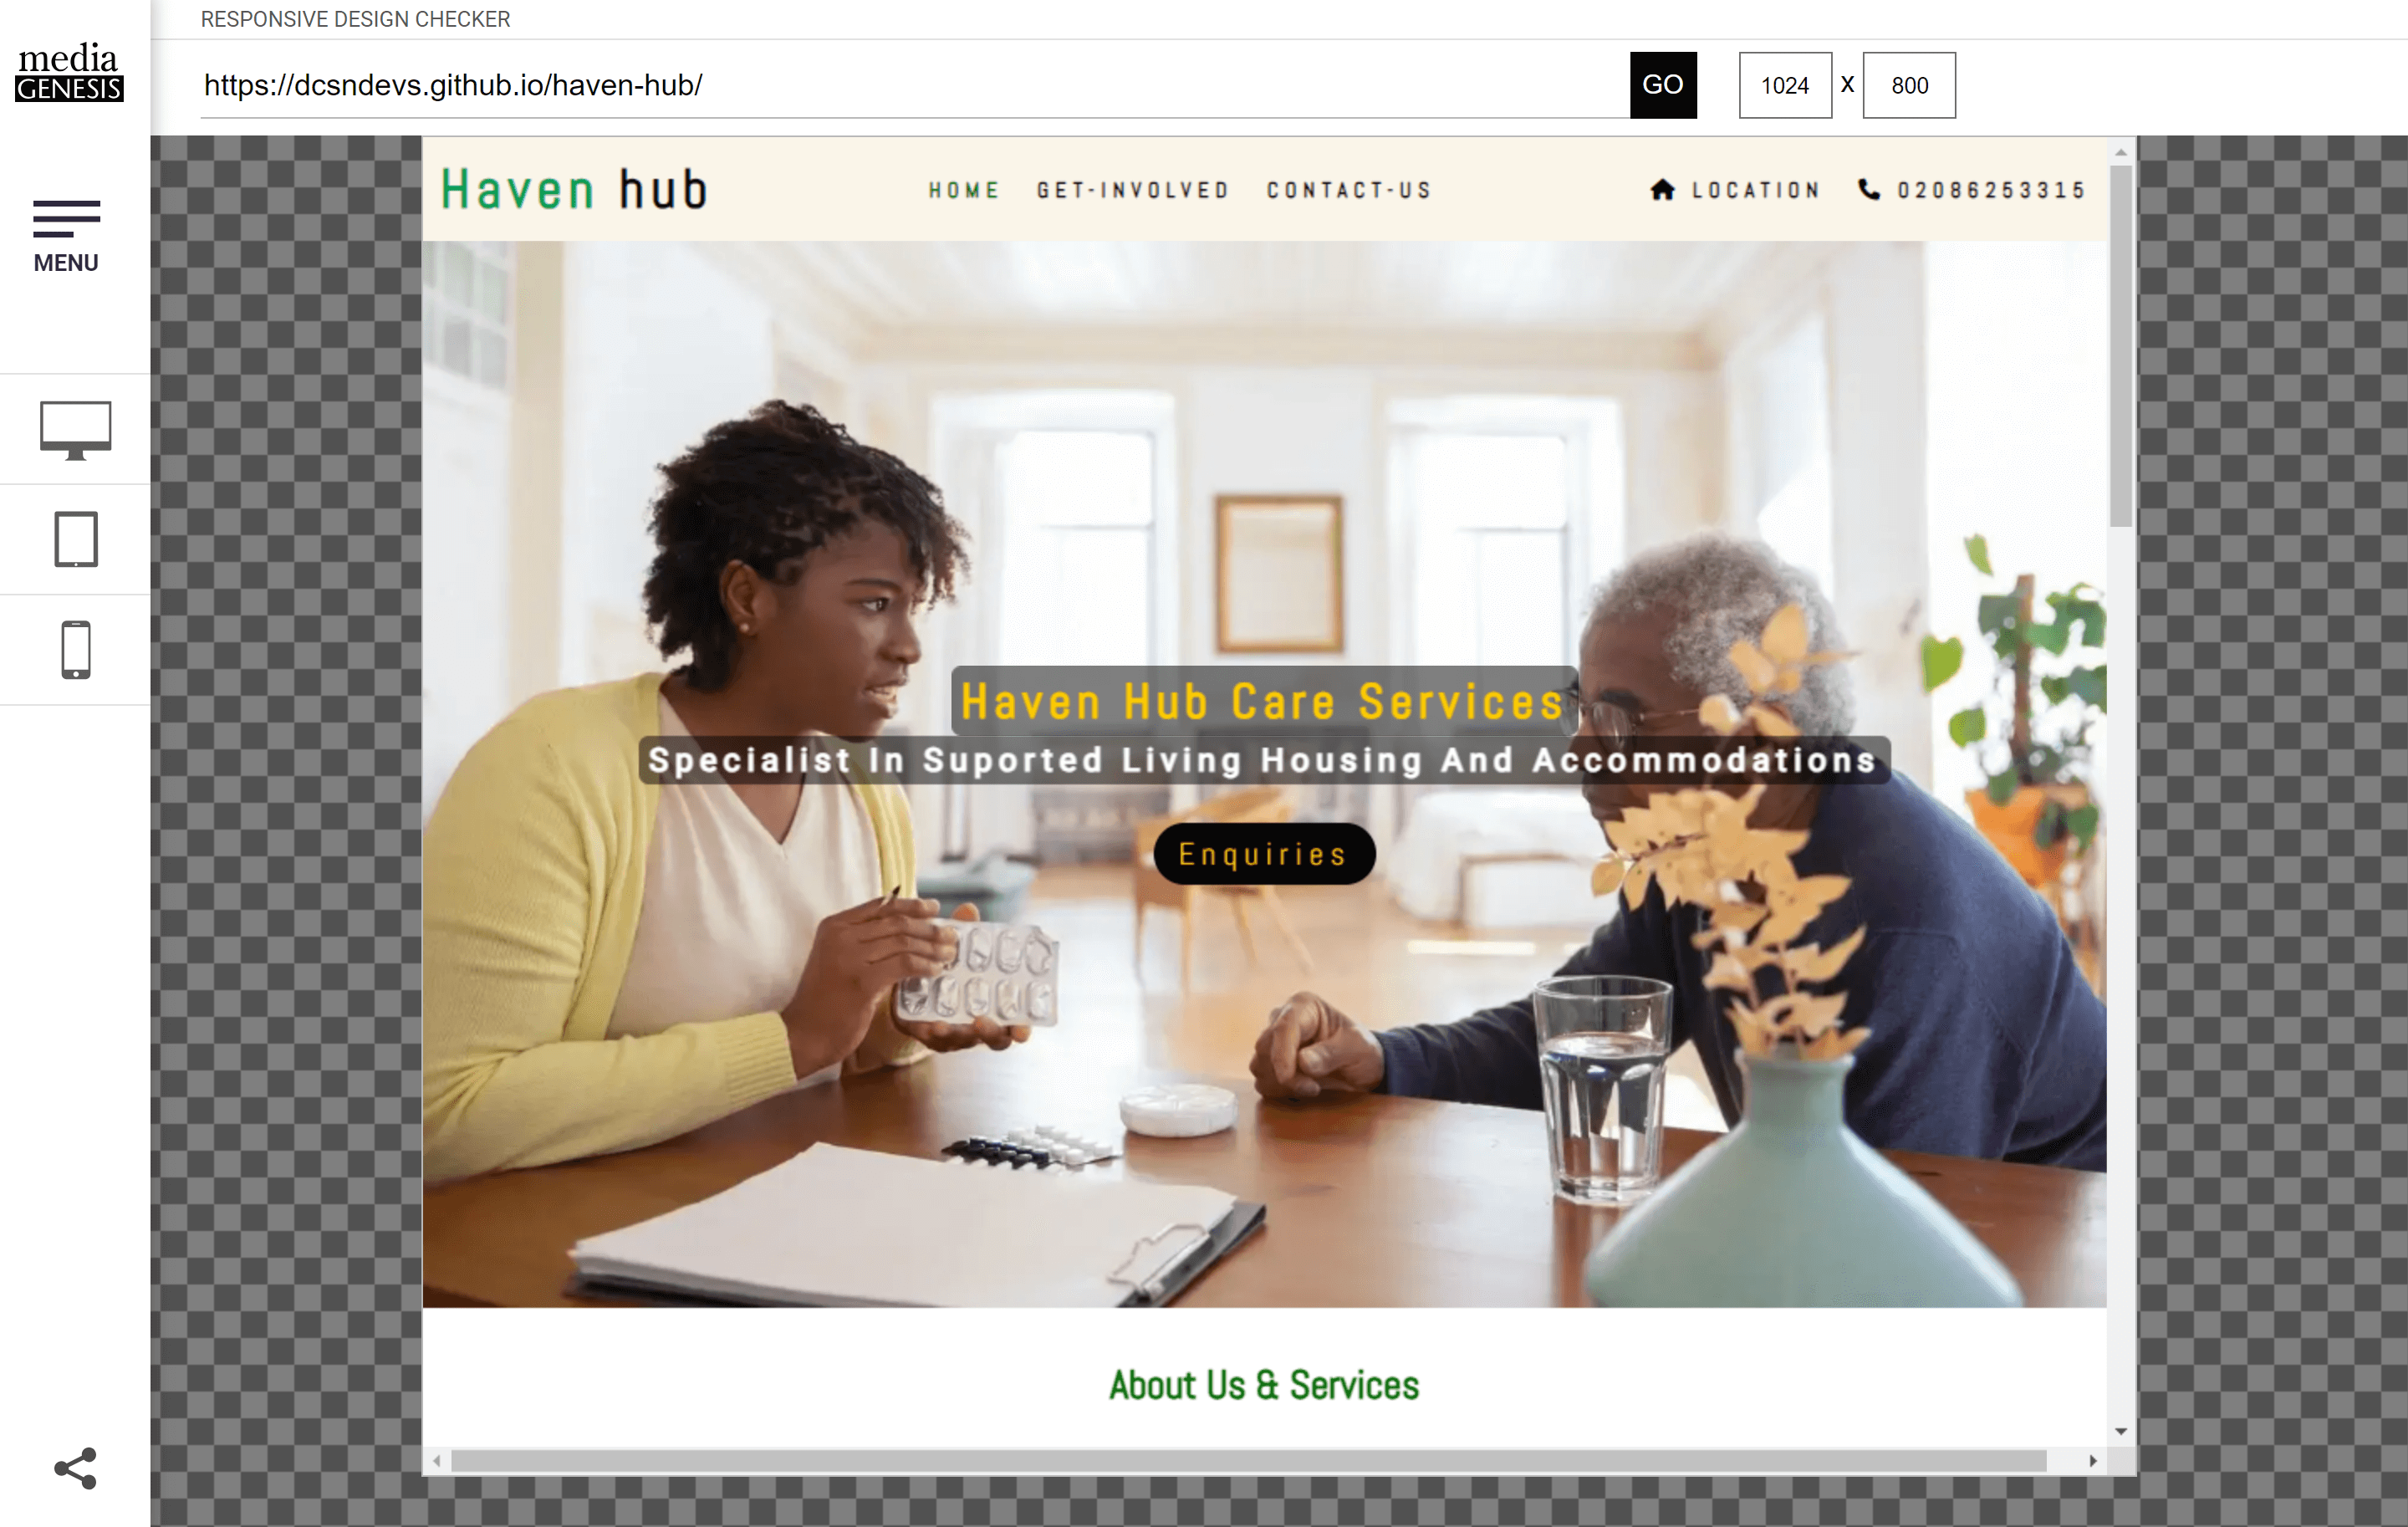 RESPONSIVE DESIGN CHECKER
media
GENESIS
https://dcsndevs.github.io/haven-hub/
GO
1024 x 800
MENU
Haven hub
HOME GET-INVOLVED CONTACT-US
LOCATION 02086253315
Haven Hub Care Services
Specialist In Suported Living Housing And Accommodations
Enquiries
About Us & Services